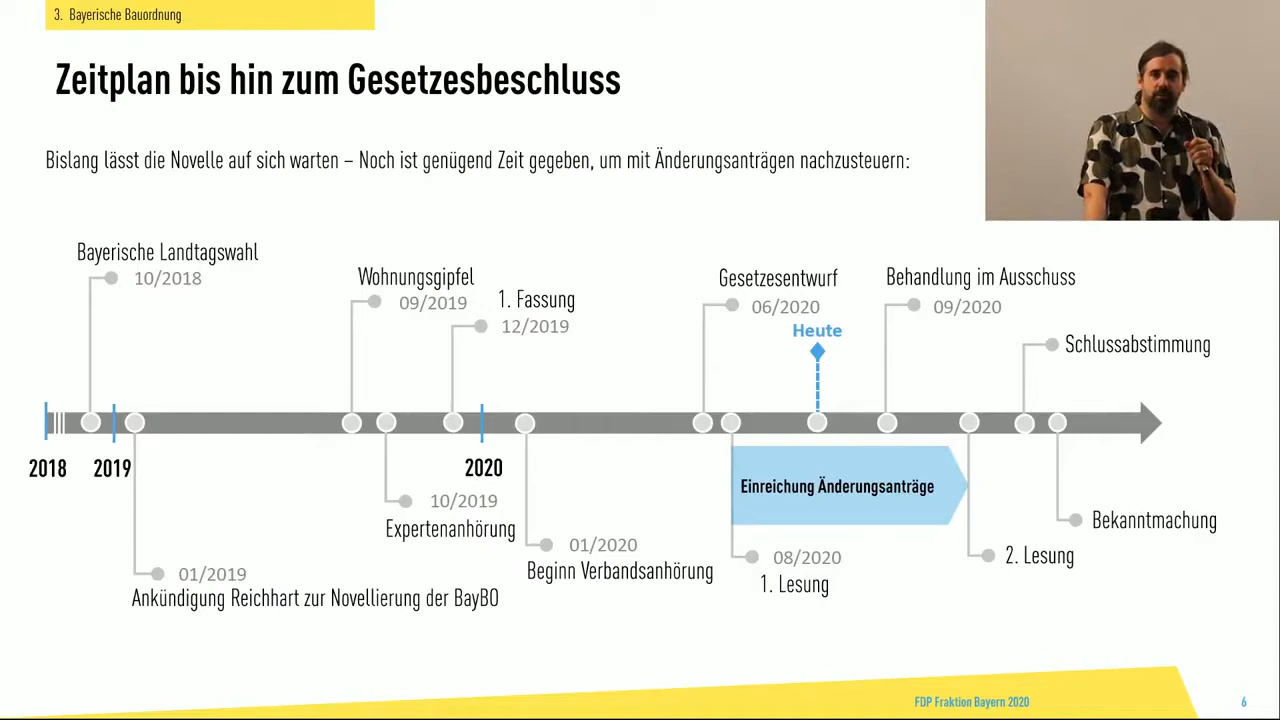 3. Bayerische Bauordnung
Zeitplan bis hin zum Gesetzesbeschluss
Bislang lässt die Novelle auf sich warten – Noch ist genügend Zeit gegeben, um mit Änderungsanträgen nachzusteuern:
Bayerische Landtagswahl
10/2018
Wohnungsgipfel
09/2019
1. Fassung
12/2019
Gesetzesentwurf
06/2020
Heute
Behandlung im Ausschuss
09/2020
Schlussabstimmung
2018
2019
2020
Einreichung Änderungsanträge
10/2019
Expertenanhörung
01/2020
Beginn Verbandsanhörung
01/2019
Ankündigung Reichhart zur Novellierung der BayBO
08/2020
1. Lesung
2. Lesung
Bekanntmachung
FDP Fraktion Bayern 2020
6